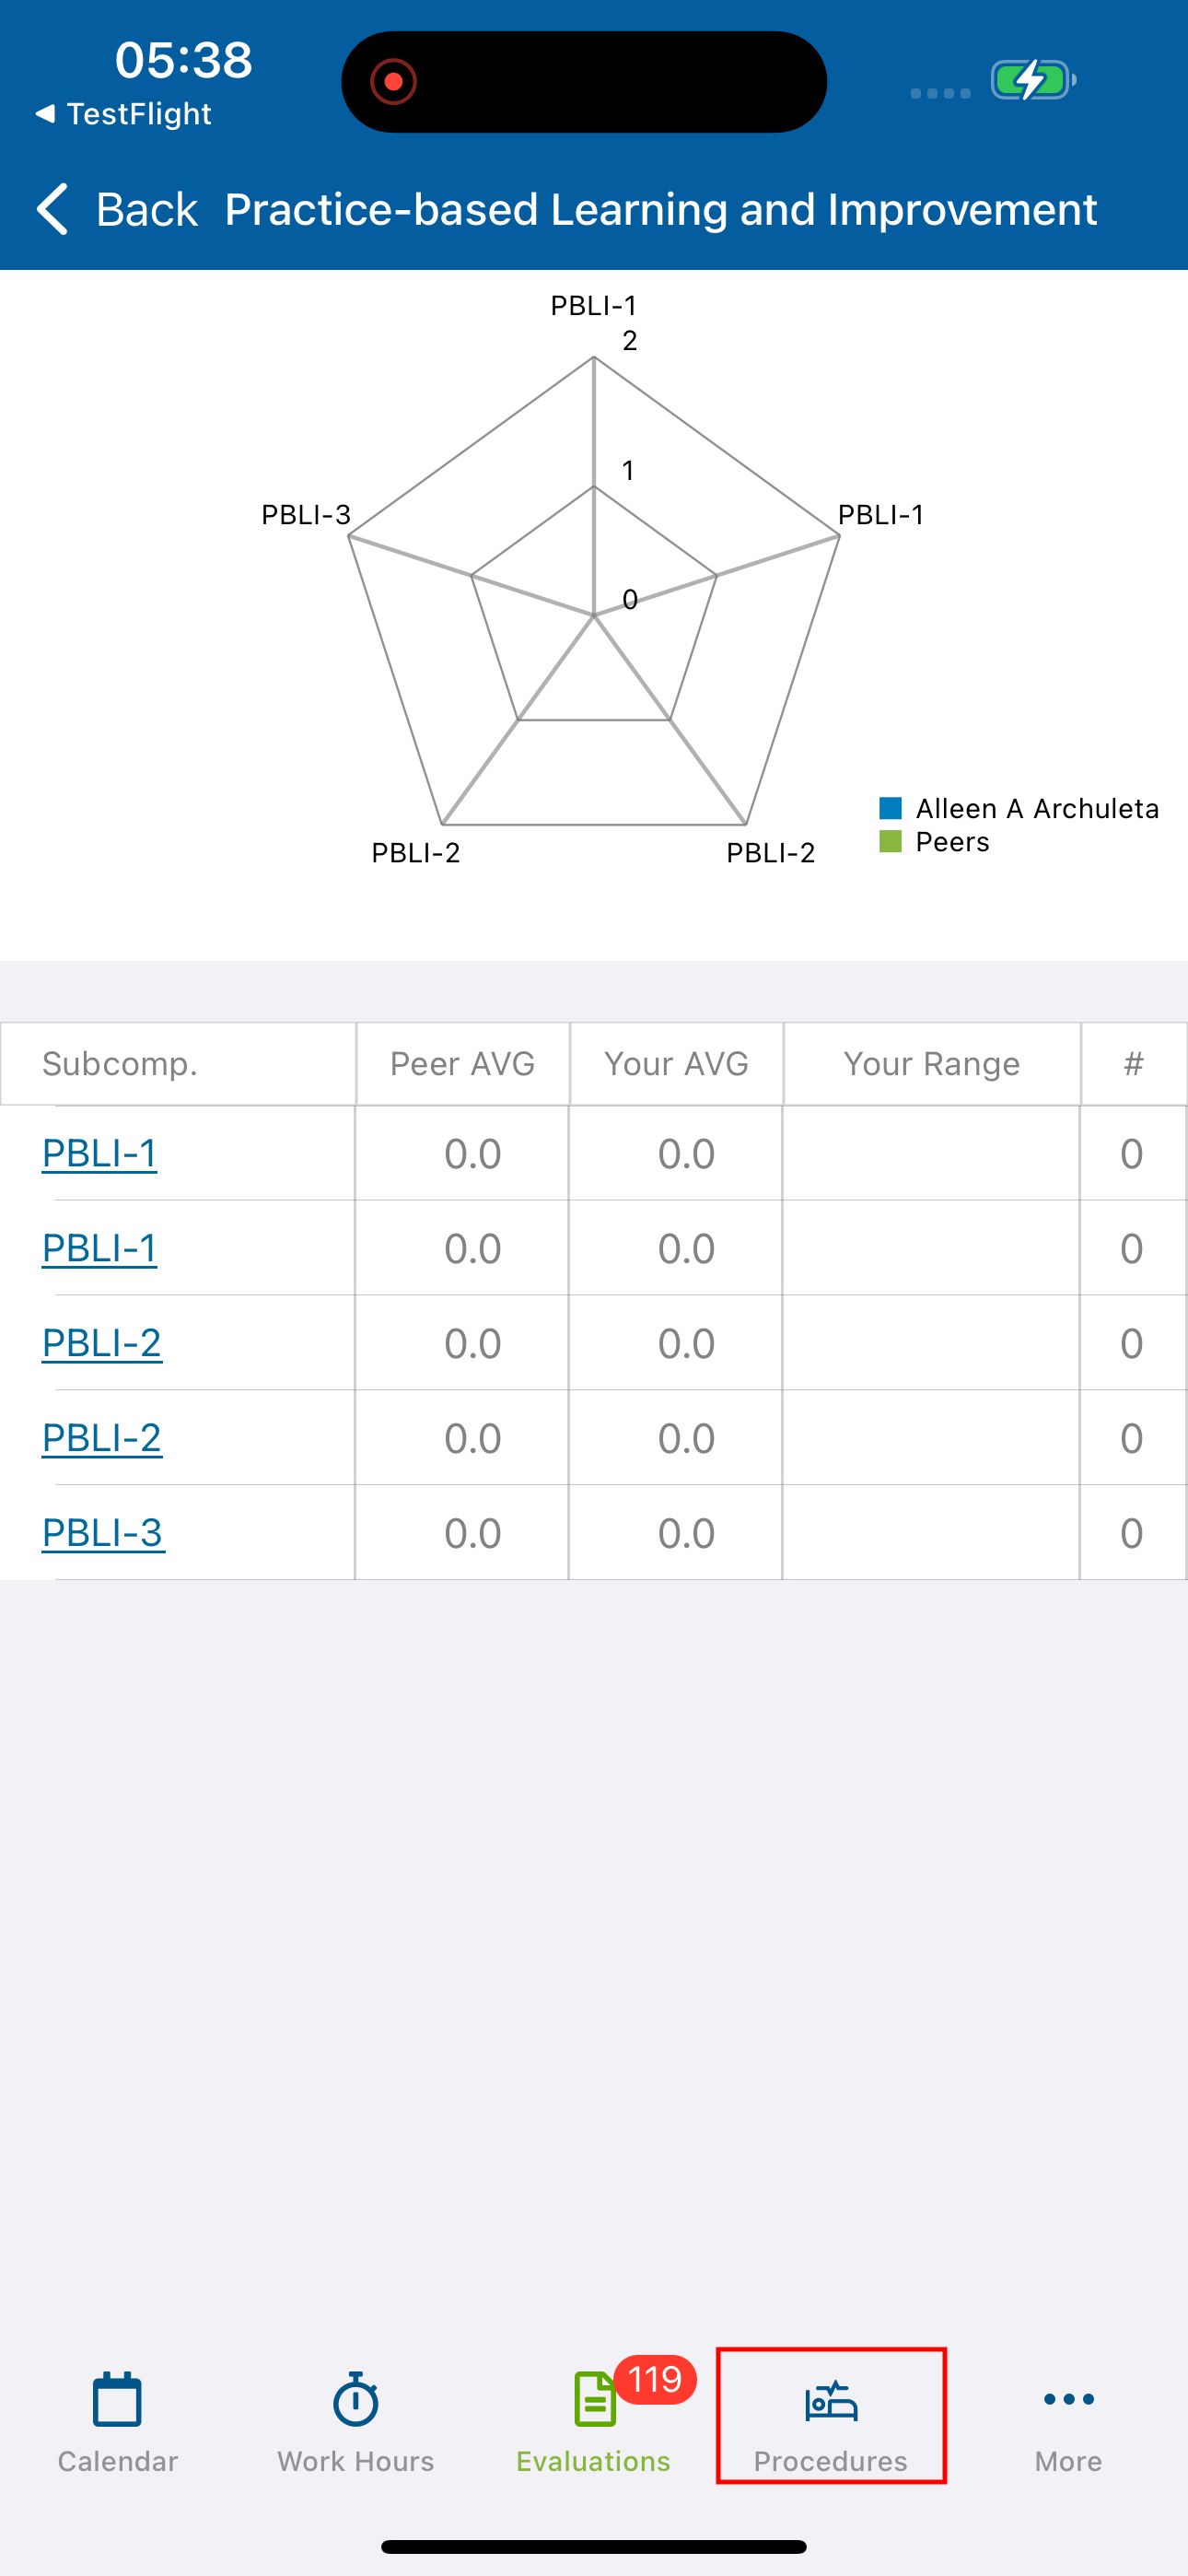 05:38
◀ TestFlight
Back Practice-based Learning and Improvement
PBLI-1
2
1
PBLI-3
PBLI-1
0
Alleen A Archuleta
Peers
PBLI-2
PBLI-2
Subcomp. Peer AVG Your AVG Your Range #
PBLI-1 0.0 0.0 0
PBLI-1 0.0 0.0 0
PBLI-2 0.0 0.0 0
PBLI-2 0.0 0.0 0
PBLI-3 0.0 0.0 0
119
Calendar Work Hours Evaluations Procedures More